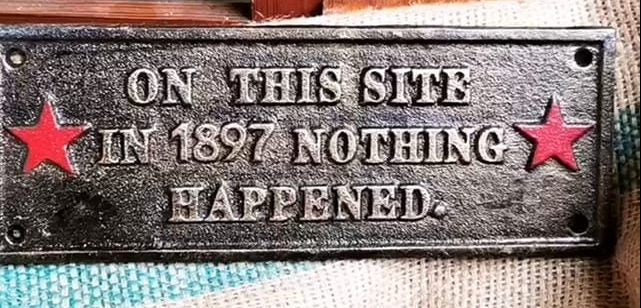 ON THIS SITE
IN 1897 NOTHING
HAPPENED.